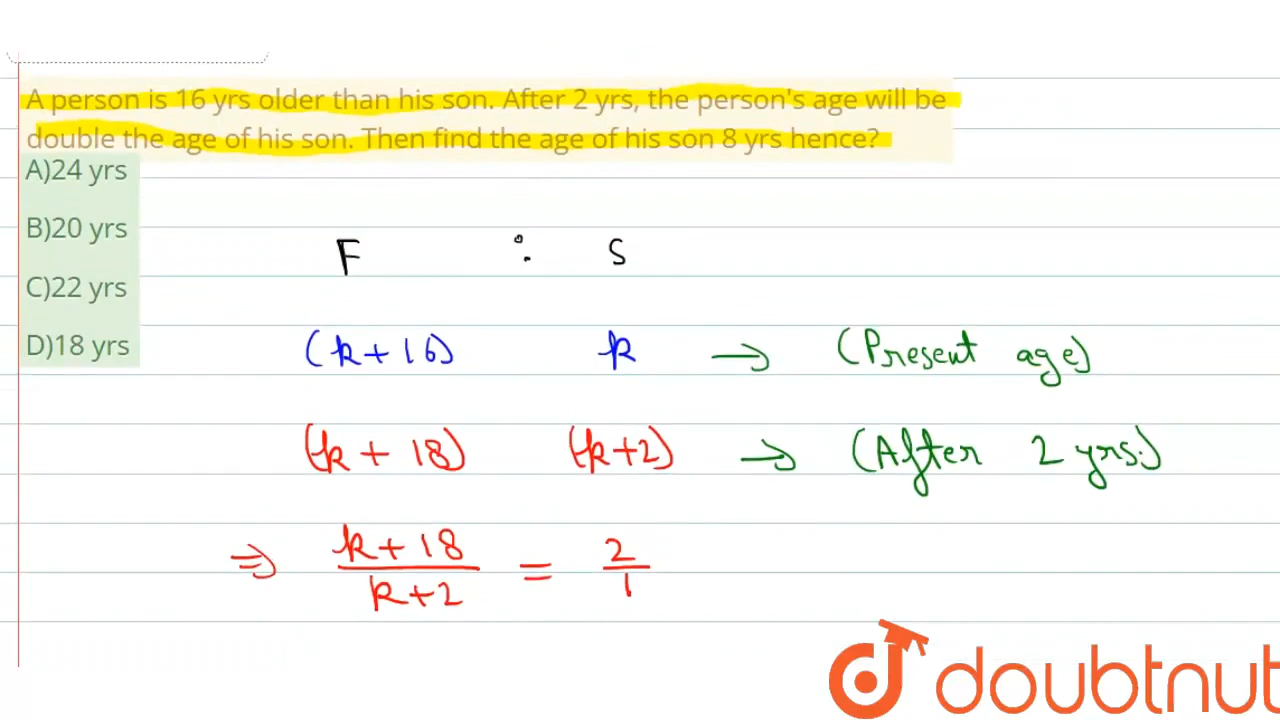 A person is 16 yrs older than his son. After 2 yrs, the person's age will be
double the age of his son. Then find the age of his son 8 yrs hence?
A)24 yrs
B)20 yrs
C)22 yrs
D)18 yrs
F : S
(k+16) k → (Present age)
(k+18) (k+2) → (After 2 yrs.)
⇒ k+18 / k+2 = 2 / 1
doubtnut